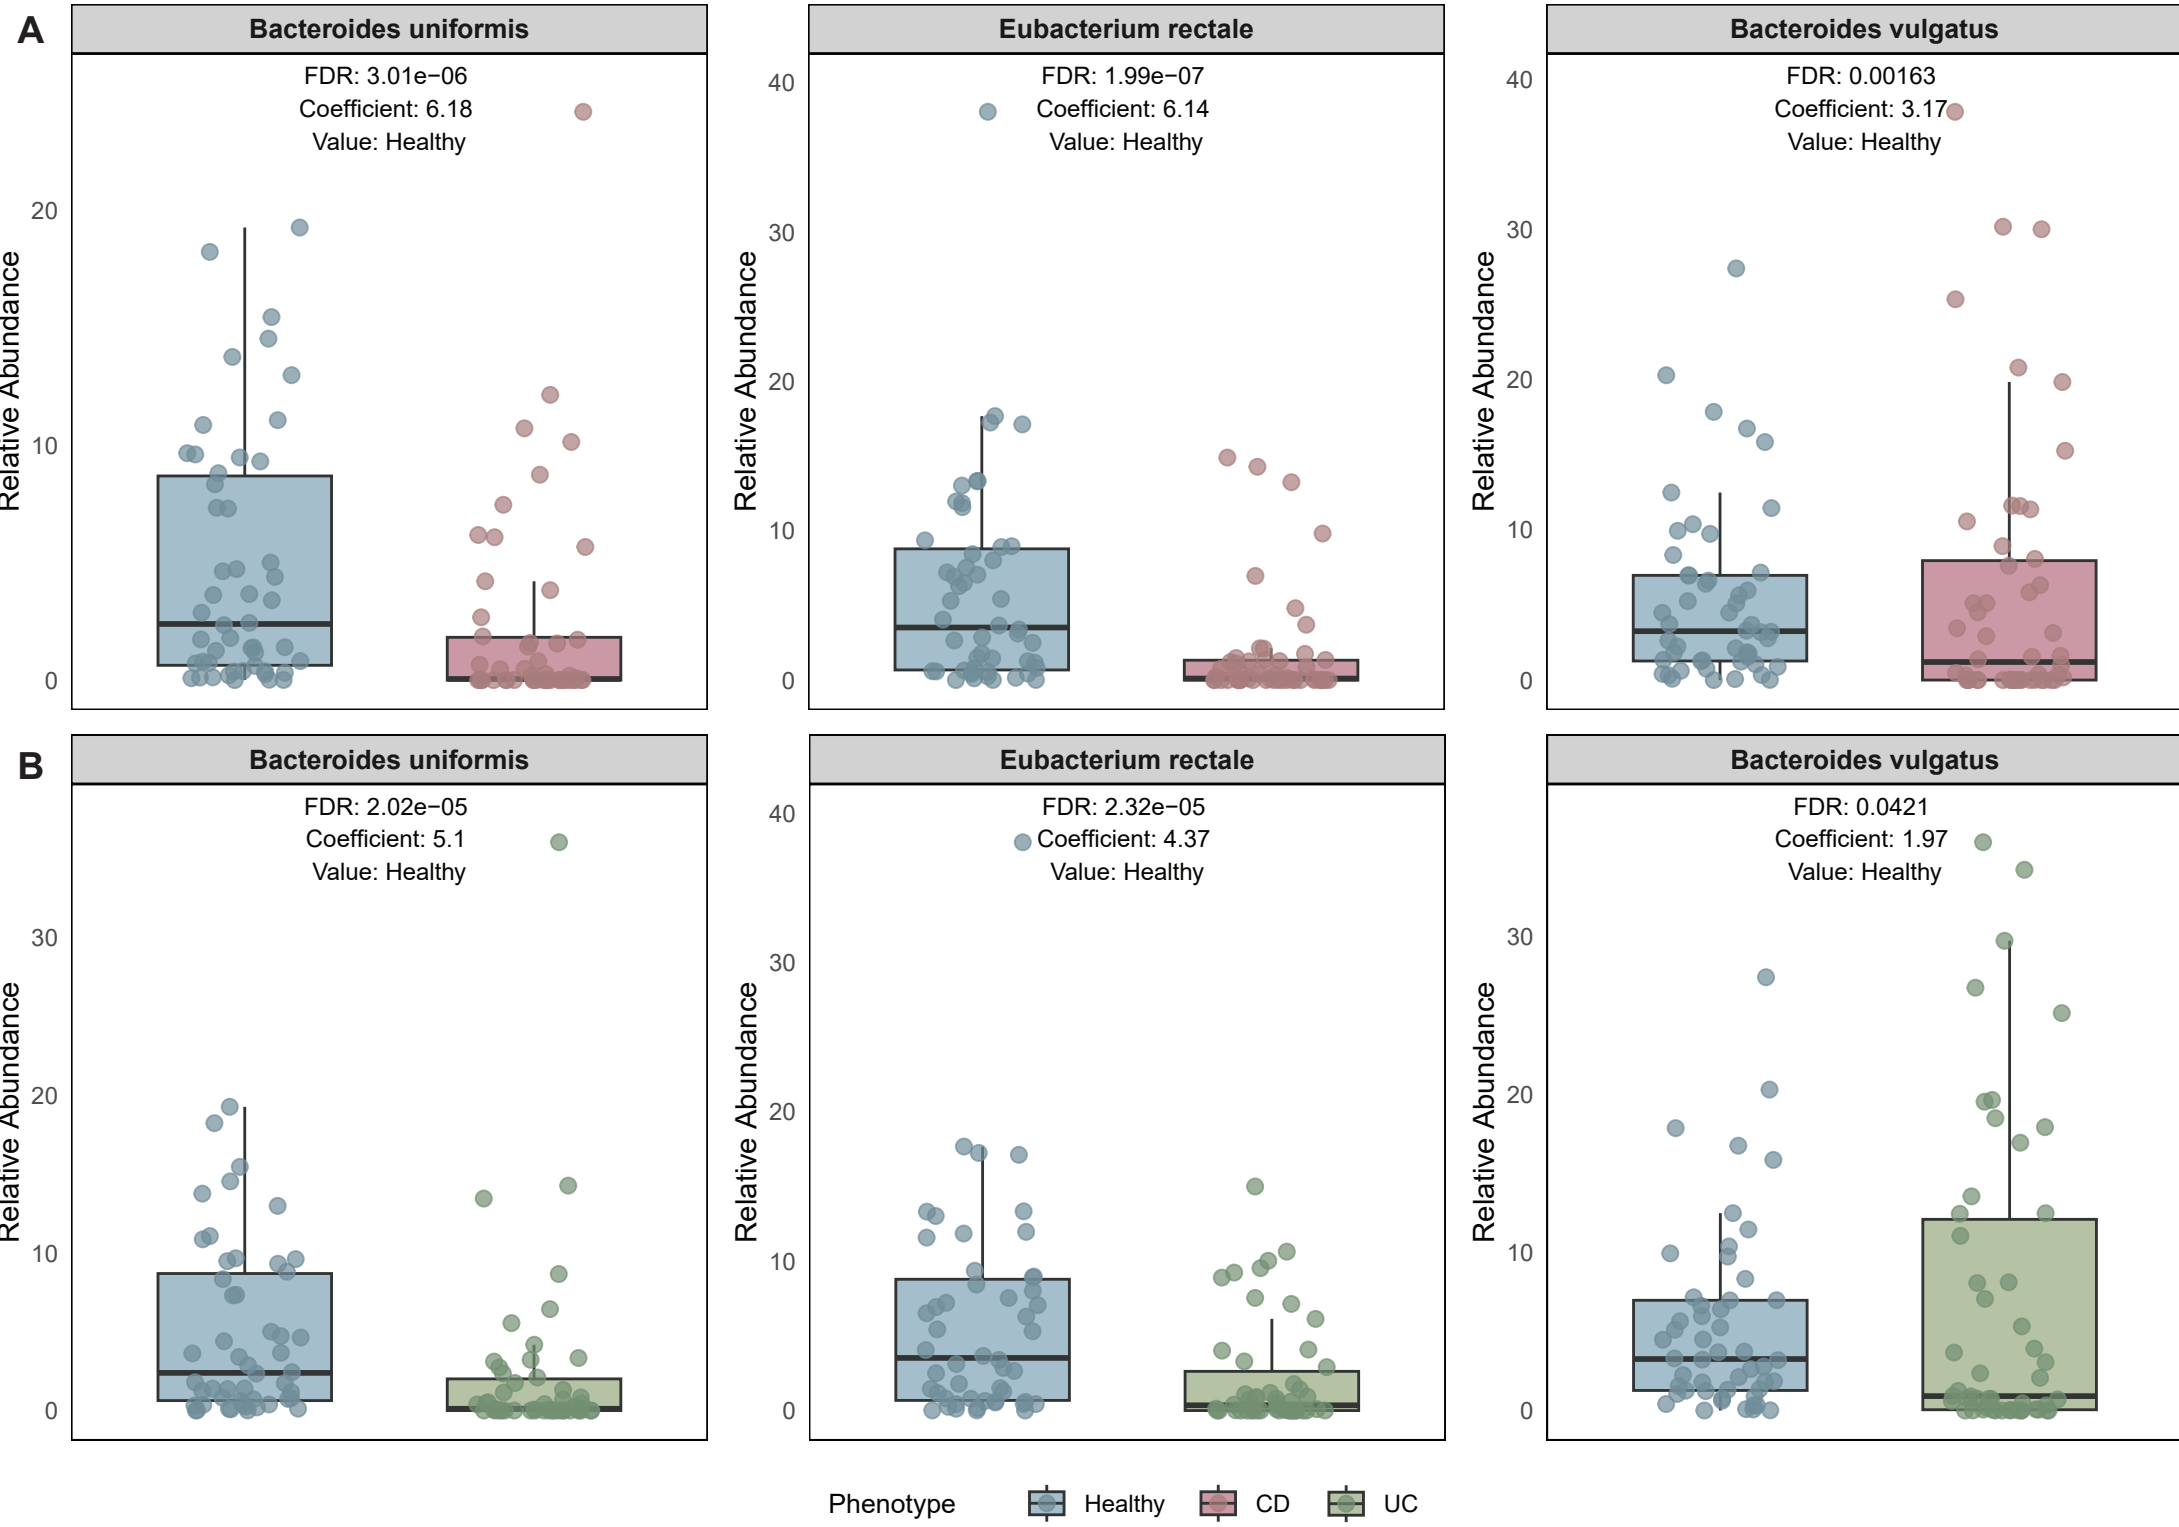 A
Bacteroides uniformis
Eubacterium rectale
Bacteroides vulgatus
FDR: 3.01e−06
Coefficient: 6.18
Value: Healthy
FDR: 1.99e−07
Coefficient: 6.14
Value: Healthy
FDR: 0.00163
Coefficient: 3.17
Value: Healthy
Relative Abundance
20
10
0
Relative Abundance
40
30
20
10
0
Relative Abundance
40
30
20
10
0
B
Bacteroides uniformis
Eubacterium rectale
Bacteroides vulgatus
FDR: 2.02e−05
Coefficient: 5.1
Value: Healthy
FDR: 2.32e−05
Coefficient: 4.37
Value: Healthy
FDR: 0.0421
Coefficient: 1.97
Value: Healthy
Relative Abundance
30
20
10
0
Relative Abundance
40
30
20
10
0
Relative Abundance
30
20
10
0
Phenotype Healthy CD UC